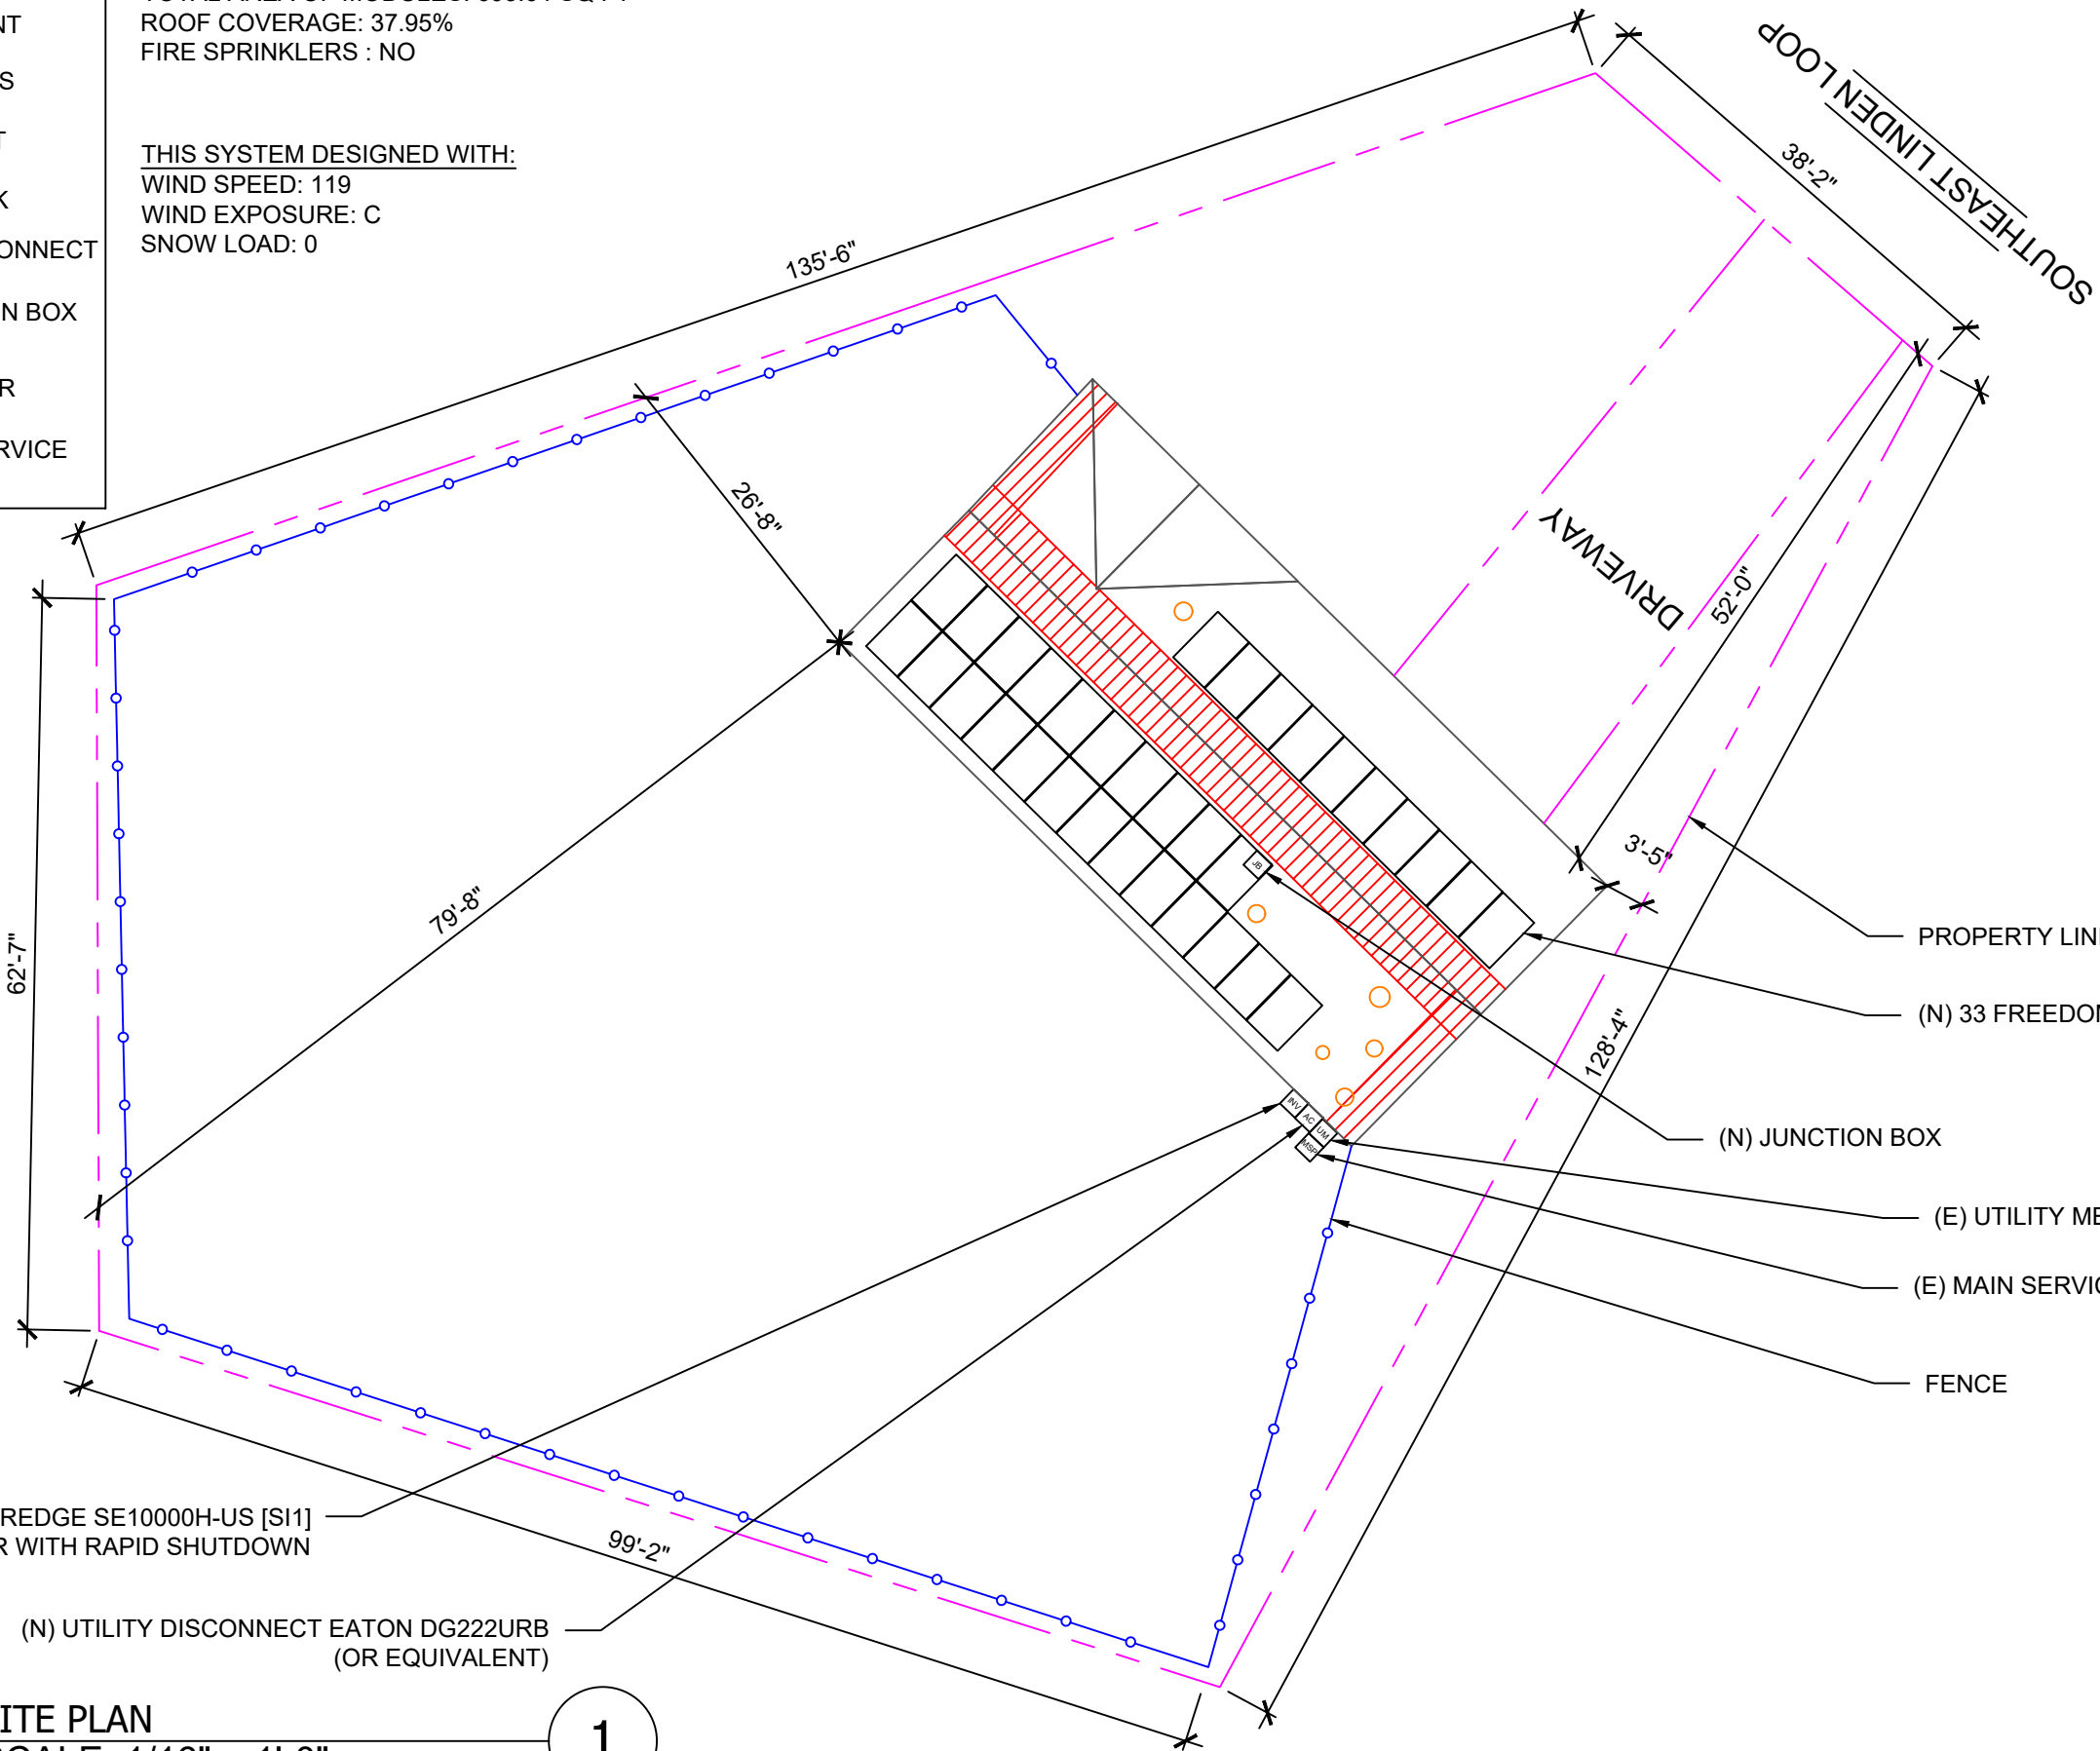 NT
S
T
K
ONNECT
N BOX
R
RVICE
ROOF COVERAGE: 37.95%
FIRE SPRINKLERS : NO
THIS SYSTEM DESIGNED WITH:
WIND SPEED: 119
WIND EXPOSURE: C
SNOW LOAD: 0
SOUTHEAST LINDEN LOOP
38'-2"
135'-6"
26'-8"
DRIVEWAY
52'-0"
3'-5"
79'-8"
62'-7"
128'-4"
99'-2"
JB
INV
AC
UM
MSP
PROPERTY LIN
(N) 33 FREEDO
(N) JUNCTION BOX
(E) UTILITY ME
(E) MAIN SERVI
FENCE
REDGE SE10000H-US [SI1]
R WITH RAPID SHUTDOWN
(N) UTILITY DISCONNECT EATON DG222URB
(OR EQUIVALENT)
ITE PLAN
1